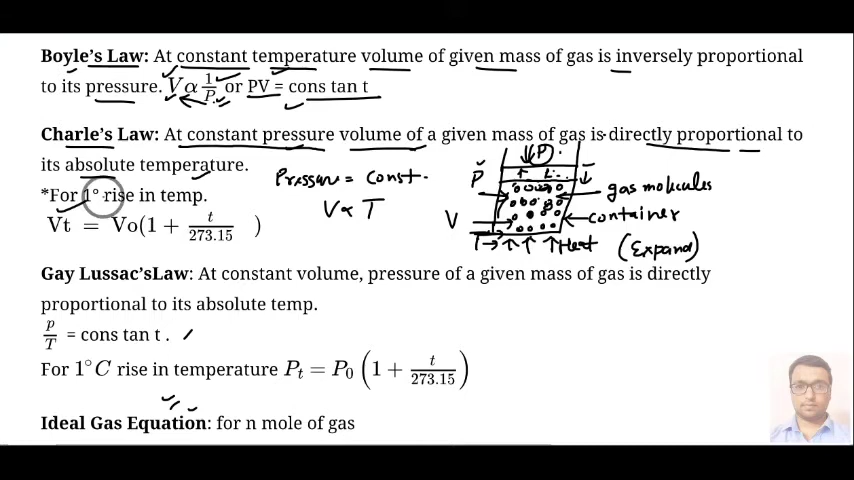 Boyle's Law: At constant temperature volume of given mass of gas is inversely proportional
to its pressure. V α 1/P. or PV = cons tan t
Charle's Law: At constant pressure volume of a given mass of gas is directly proportional to
its absolute temperature.
Pressure = const.
V ∝ T
P
P
V
T
gas molecules
container
Heat
(Expand)
*For 1° rise in temp.
Vt = Vo(1 + t/273.15 )
Gay Lussac'sLaw: At constant volume, pressure of a given mass of gas is directly
proportional to its absolute temp.
p/T = cons tan t .
For 1°C rise in temperature P_t = P_0 (1 + t/273.15)
Ideal Gas Equation: for n mole of gas